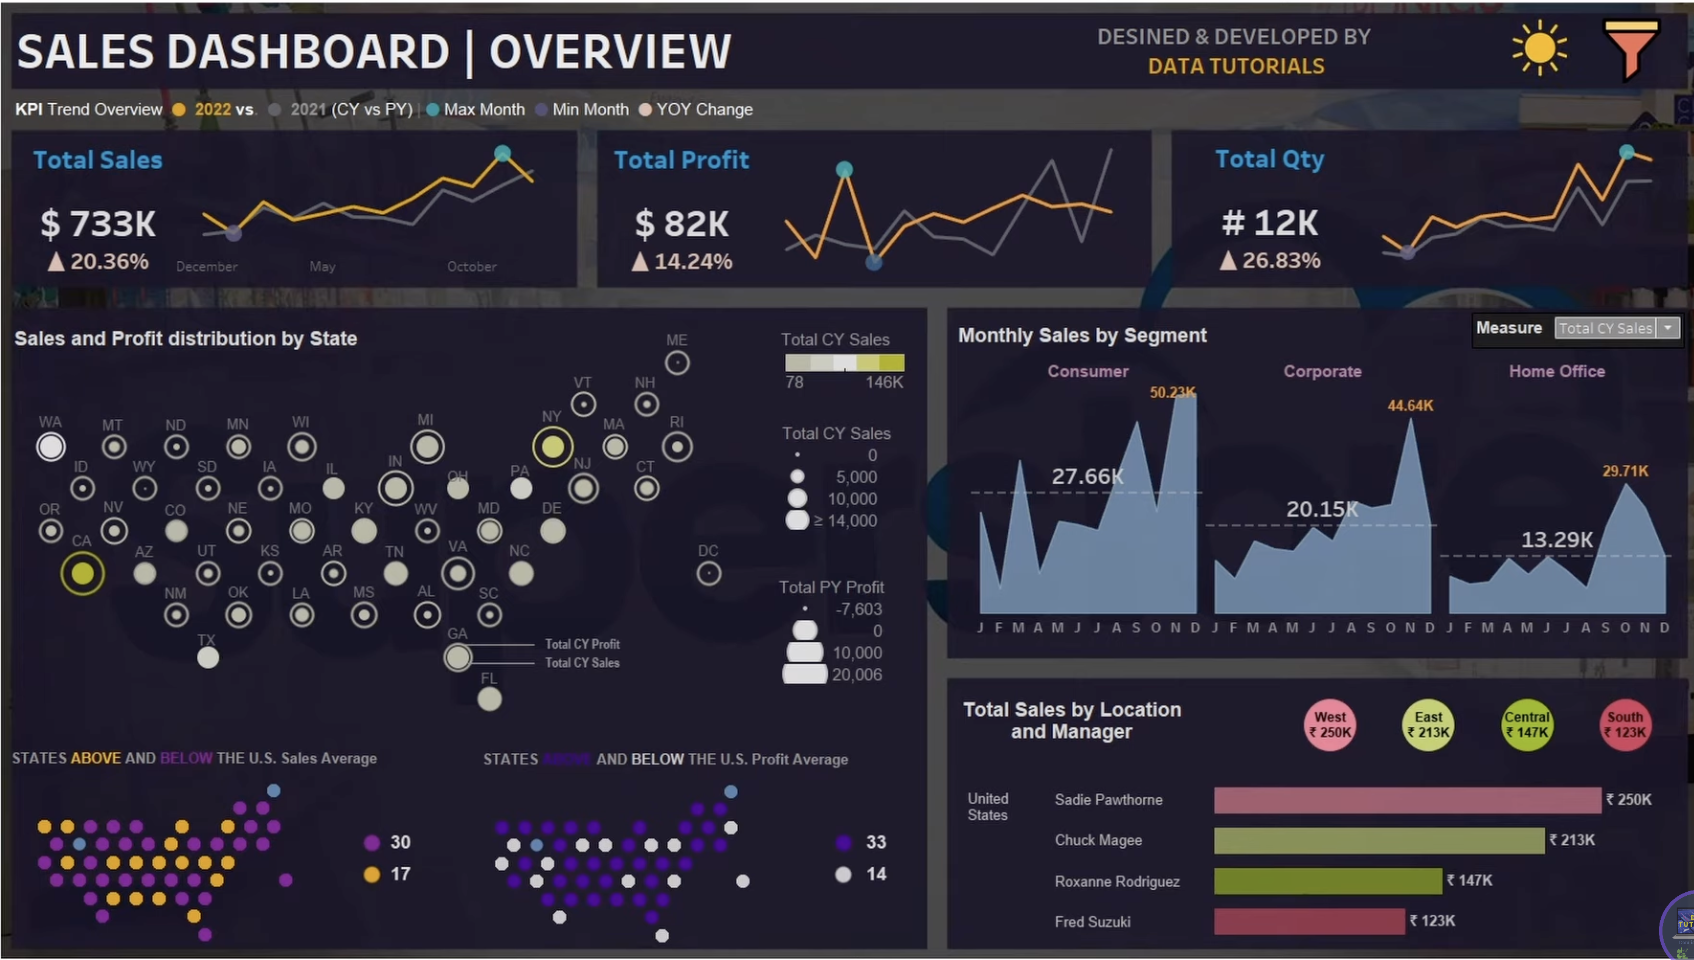 SALES DASHBOARD | OVERVIEW
DESINED & DEVELOPED BY
DATA TUTORIALS
KPI Trend Overview 2022 vs. 2021 (CY vs PY) Max Month Min Month YOY Change
Total Sales
$ 733K
▲ 20.36%
December May October
Total Profit
$ 82K
▲ 14.24%
Total Qty
# 12K
▲ 26.83%
Sales and Profit distribution by State
ME
VT NH
WA MT ND MN WI MI NY MA RI
ID WY SD IA IL IN OH PA NJ CT
OR NV CO NE MO KY WV MD DE
CA AZ UT KS AR TN VA NC DC
NM OK LA MS AL SC
TX GA
FL
Total CY Profit
Total CY Sales
Total CY Sales
78 146K
Total CY Sales
0
5,000
10,000
≥ 14,000
Total PY Profit
-7,603
0
10,000
20,006
STATES ABOVE AND BELOW THE U.S. Sales Average
30
17
STATES ABOVE AND BELOW THE U.S. Profit Average
33
14
Monthly Sales by Segment
Measure Total CY Sales
Consumer Corporate Home Office
50.23K 44.64K 29.71K
27.66K 20.15K 13.29K
J F M A M J J A S O N D J F M A M J J A S O N D J F M A M J J A S O N D
Total Sales by Location
and Manager
West
₹ 250K
East
₹ 213K
Central
₹ 147K
South
₹ 123K
United
States
Sadie Pawthorne ₹ 250K
Chuck Magee ₹ 213K
Roxanne Rodriguez ₹ 147K
Fred Suzuki ₹ 123K